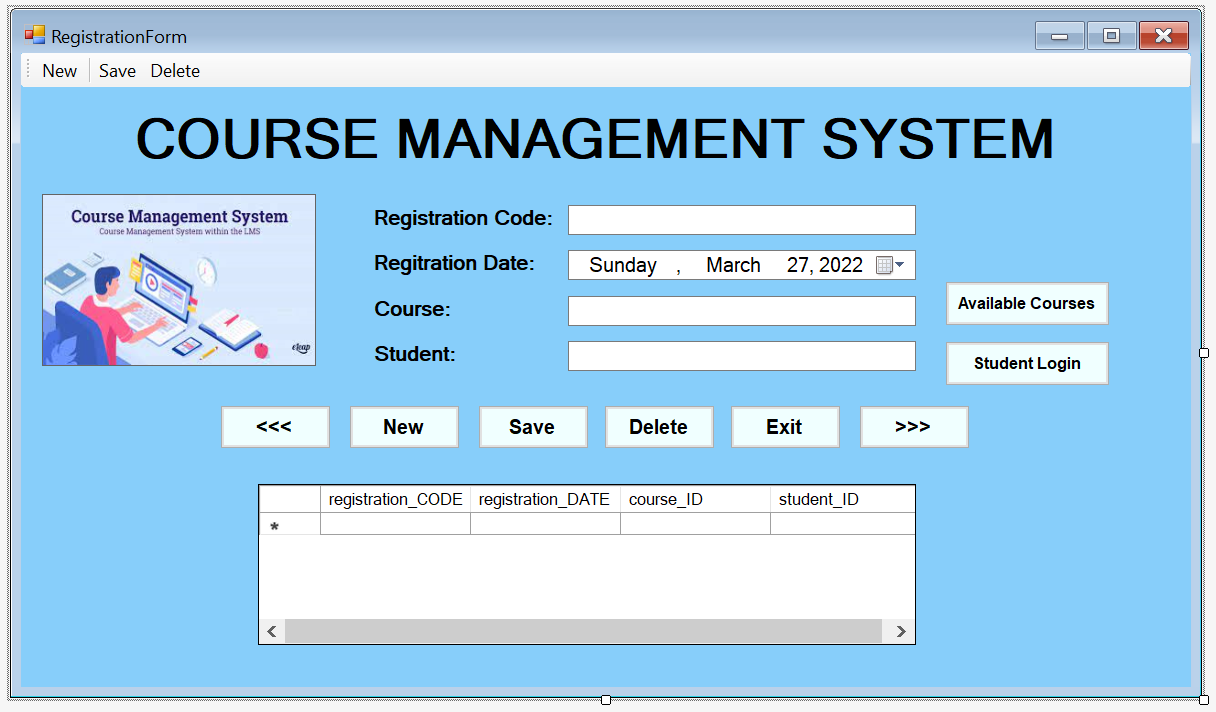 RegistrationForm
New Save Delete
COURSE MANAGEMENT SYSTEM
Course Management System
Course Management System within the LMS
eleap
Registration Code:
Regitration Date: Sunday , March 27, 2022
Course:
Available Courses
Student:
Student Login
<<< New Save Delete Exit >>>
registration_CODE registration_DATE course_ID student_ID
*